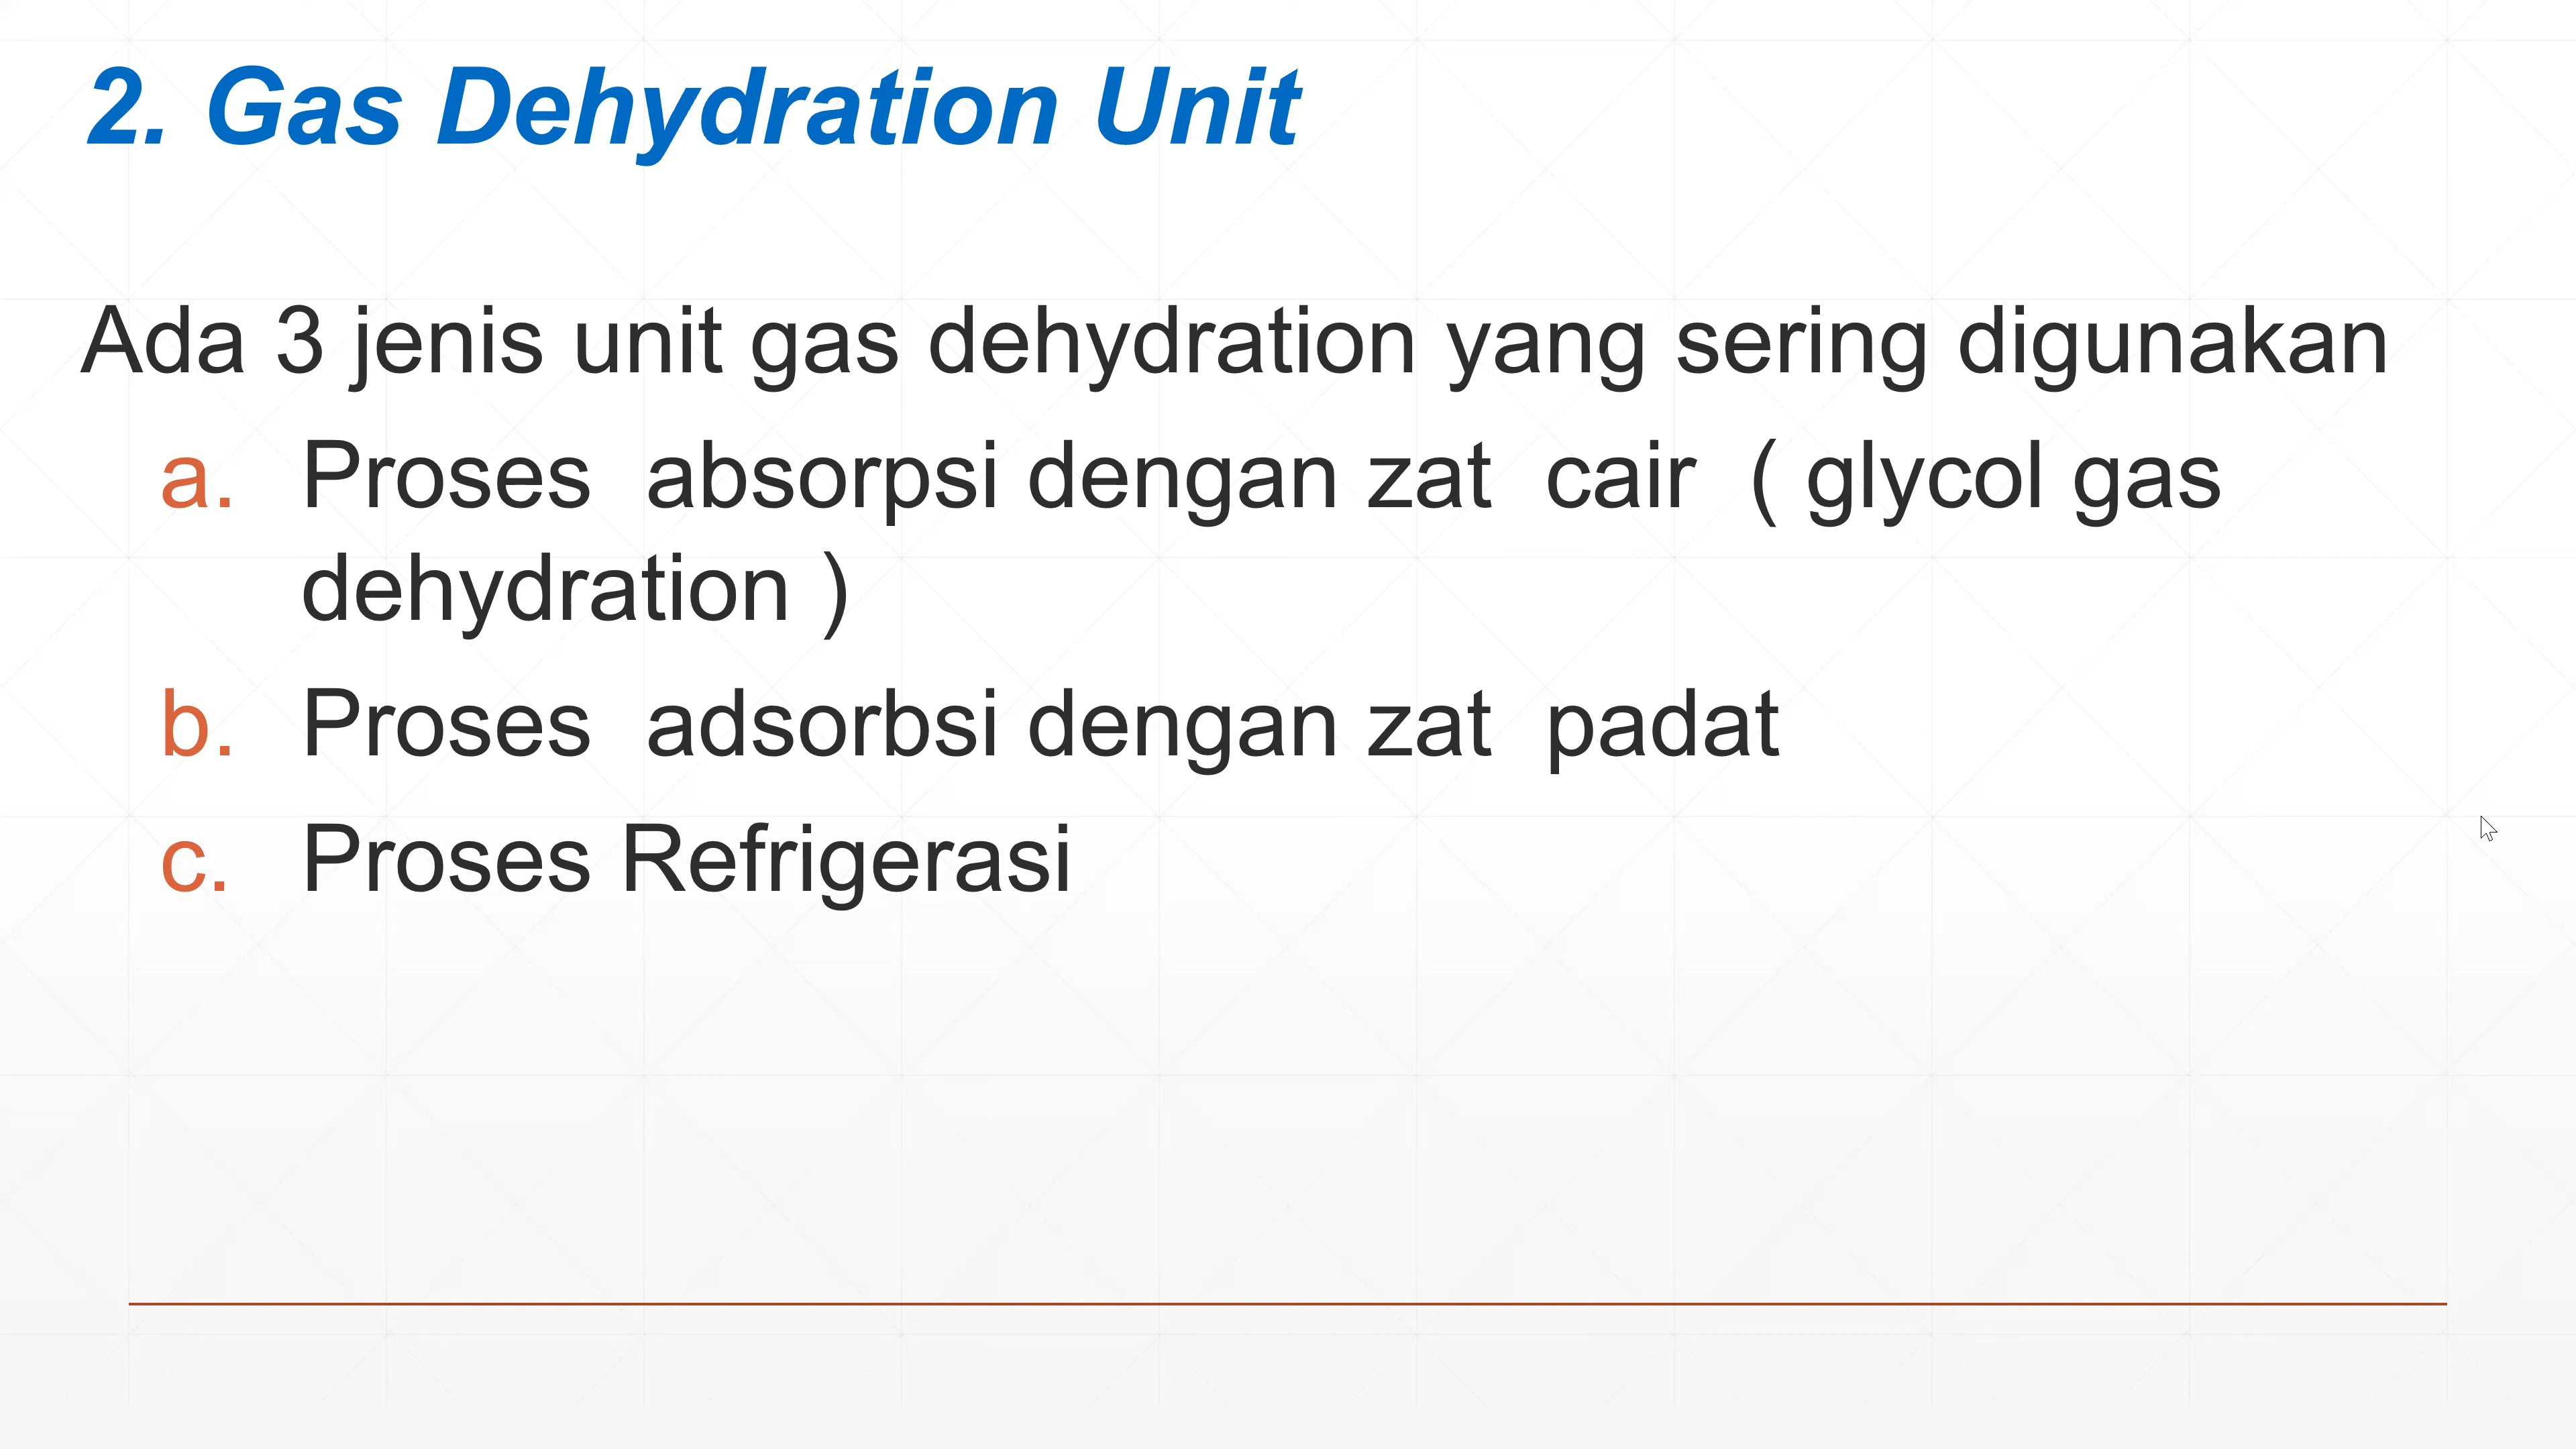 2. Gas Dehydration Unit
Ada 3 jenis unit gas dehydration yang sering digunakan
a. Proses absorpsi dengan zat cair ( glycol gas
dehydration )
b. Proses adsorbsi dengan zat padat
c. Proses Refrigerasi